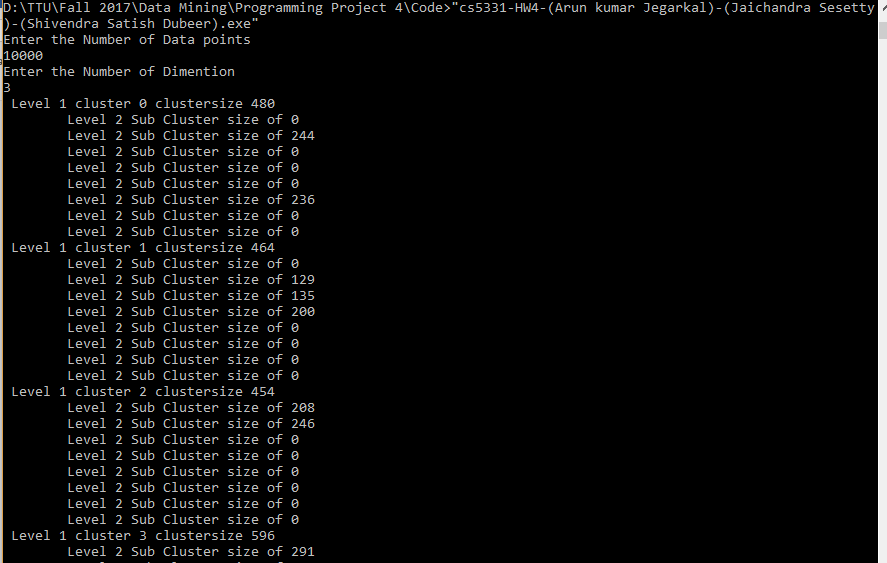 D:\TTU\Fall 2017\Data Mining\Programming Project 4\Code>"cs5331-HW4-(Arun kumar Jegarkal)-(Jaichandra Sesetty
)-(Shivendra Satish Dubeer).exe"
Enter the Number of Data points
10000
Enter the Number of Dimention
3
Level 1 cluster 0 clustersize 480
Level 2 Sub Cluster size of 0
Level 2 Sub Cluster size of 244
Level 2 Sub Cluster size of 0
Level 2 Sub Cluster size of 0
Level 2 Sub Cluster size of 0
Level 2 Sub Cluster size of 236
Level 2 Sub Cluster size of 0
Level 2 Sub Cluster size of 0
Level 1 cluster 1 clustersize 464
Level 2 Sub Cluster size of 0
Level 2 Sub Cluster size of 129
Level 2 Sub Cluster size of 135
Level 2 Sub Cluster size of 200
Level 2 Sub Cluster size of 0
Level 2 Sub Cluster size of 0
Level 2 Sub Cluster size of 0
Level 2 Sub Cluster size of 0
Level 1 cluster 2 clustersize 454
Level 2 Sub Cluster size of 208
Level 2 Sub Cluster size of 246
Level 2 Sub Cluster size of 0
Level 2 Sub Cluster size of 0
Level 2 Sub Cluster size of 0
Level 2 Sub Cluster size of 0
Level 2 Sub Cluster size of 0
Level 2 Sub Cluster size of 0
Level 1 cluster 3 clustersize 596
Level 2 Sub Cluster size of 291